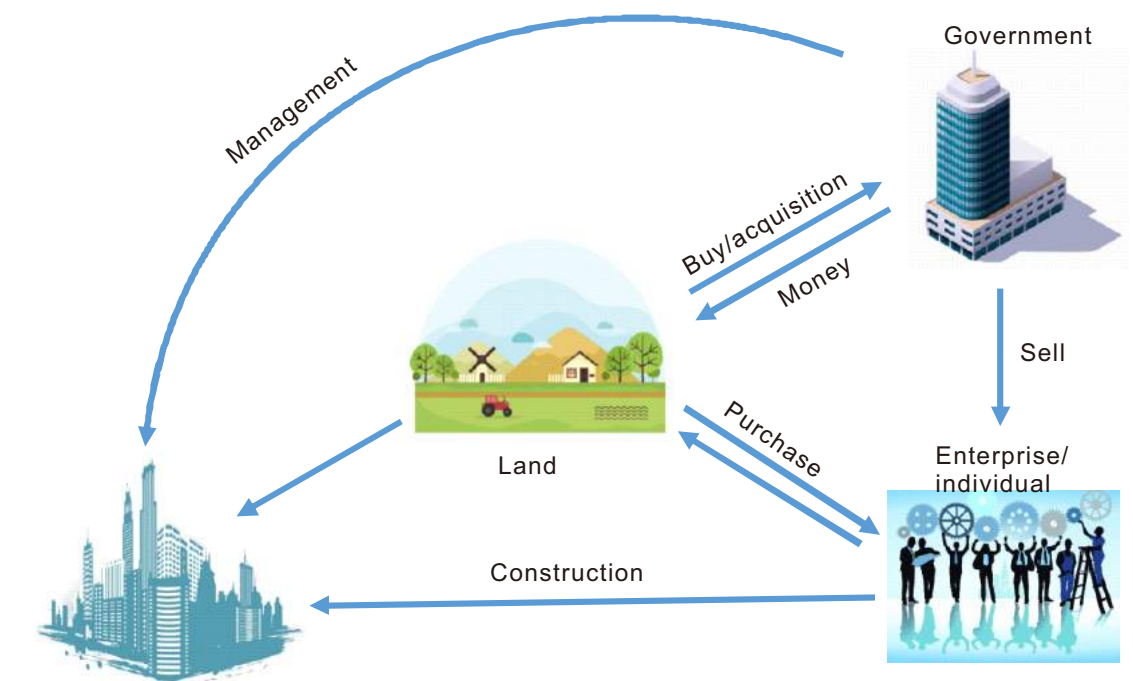 Government
Management
Buy/acquisition
Money
Sell
Purchase
Land
Enterprise/
individual
Construction